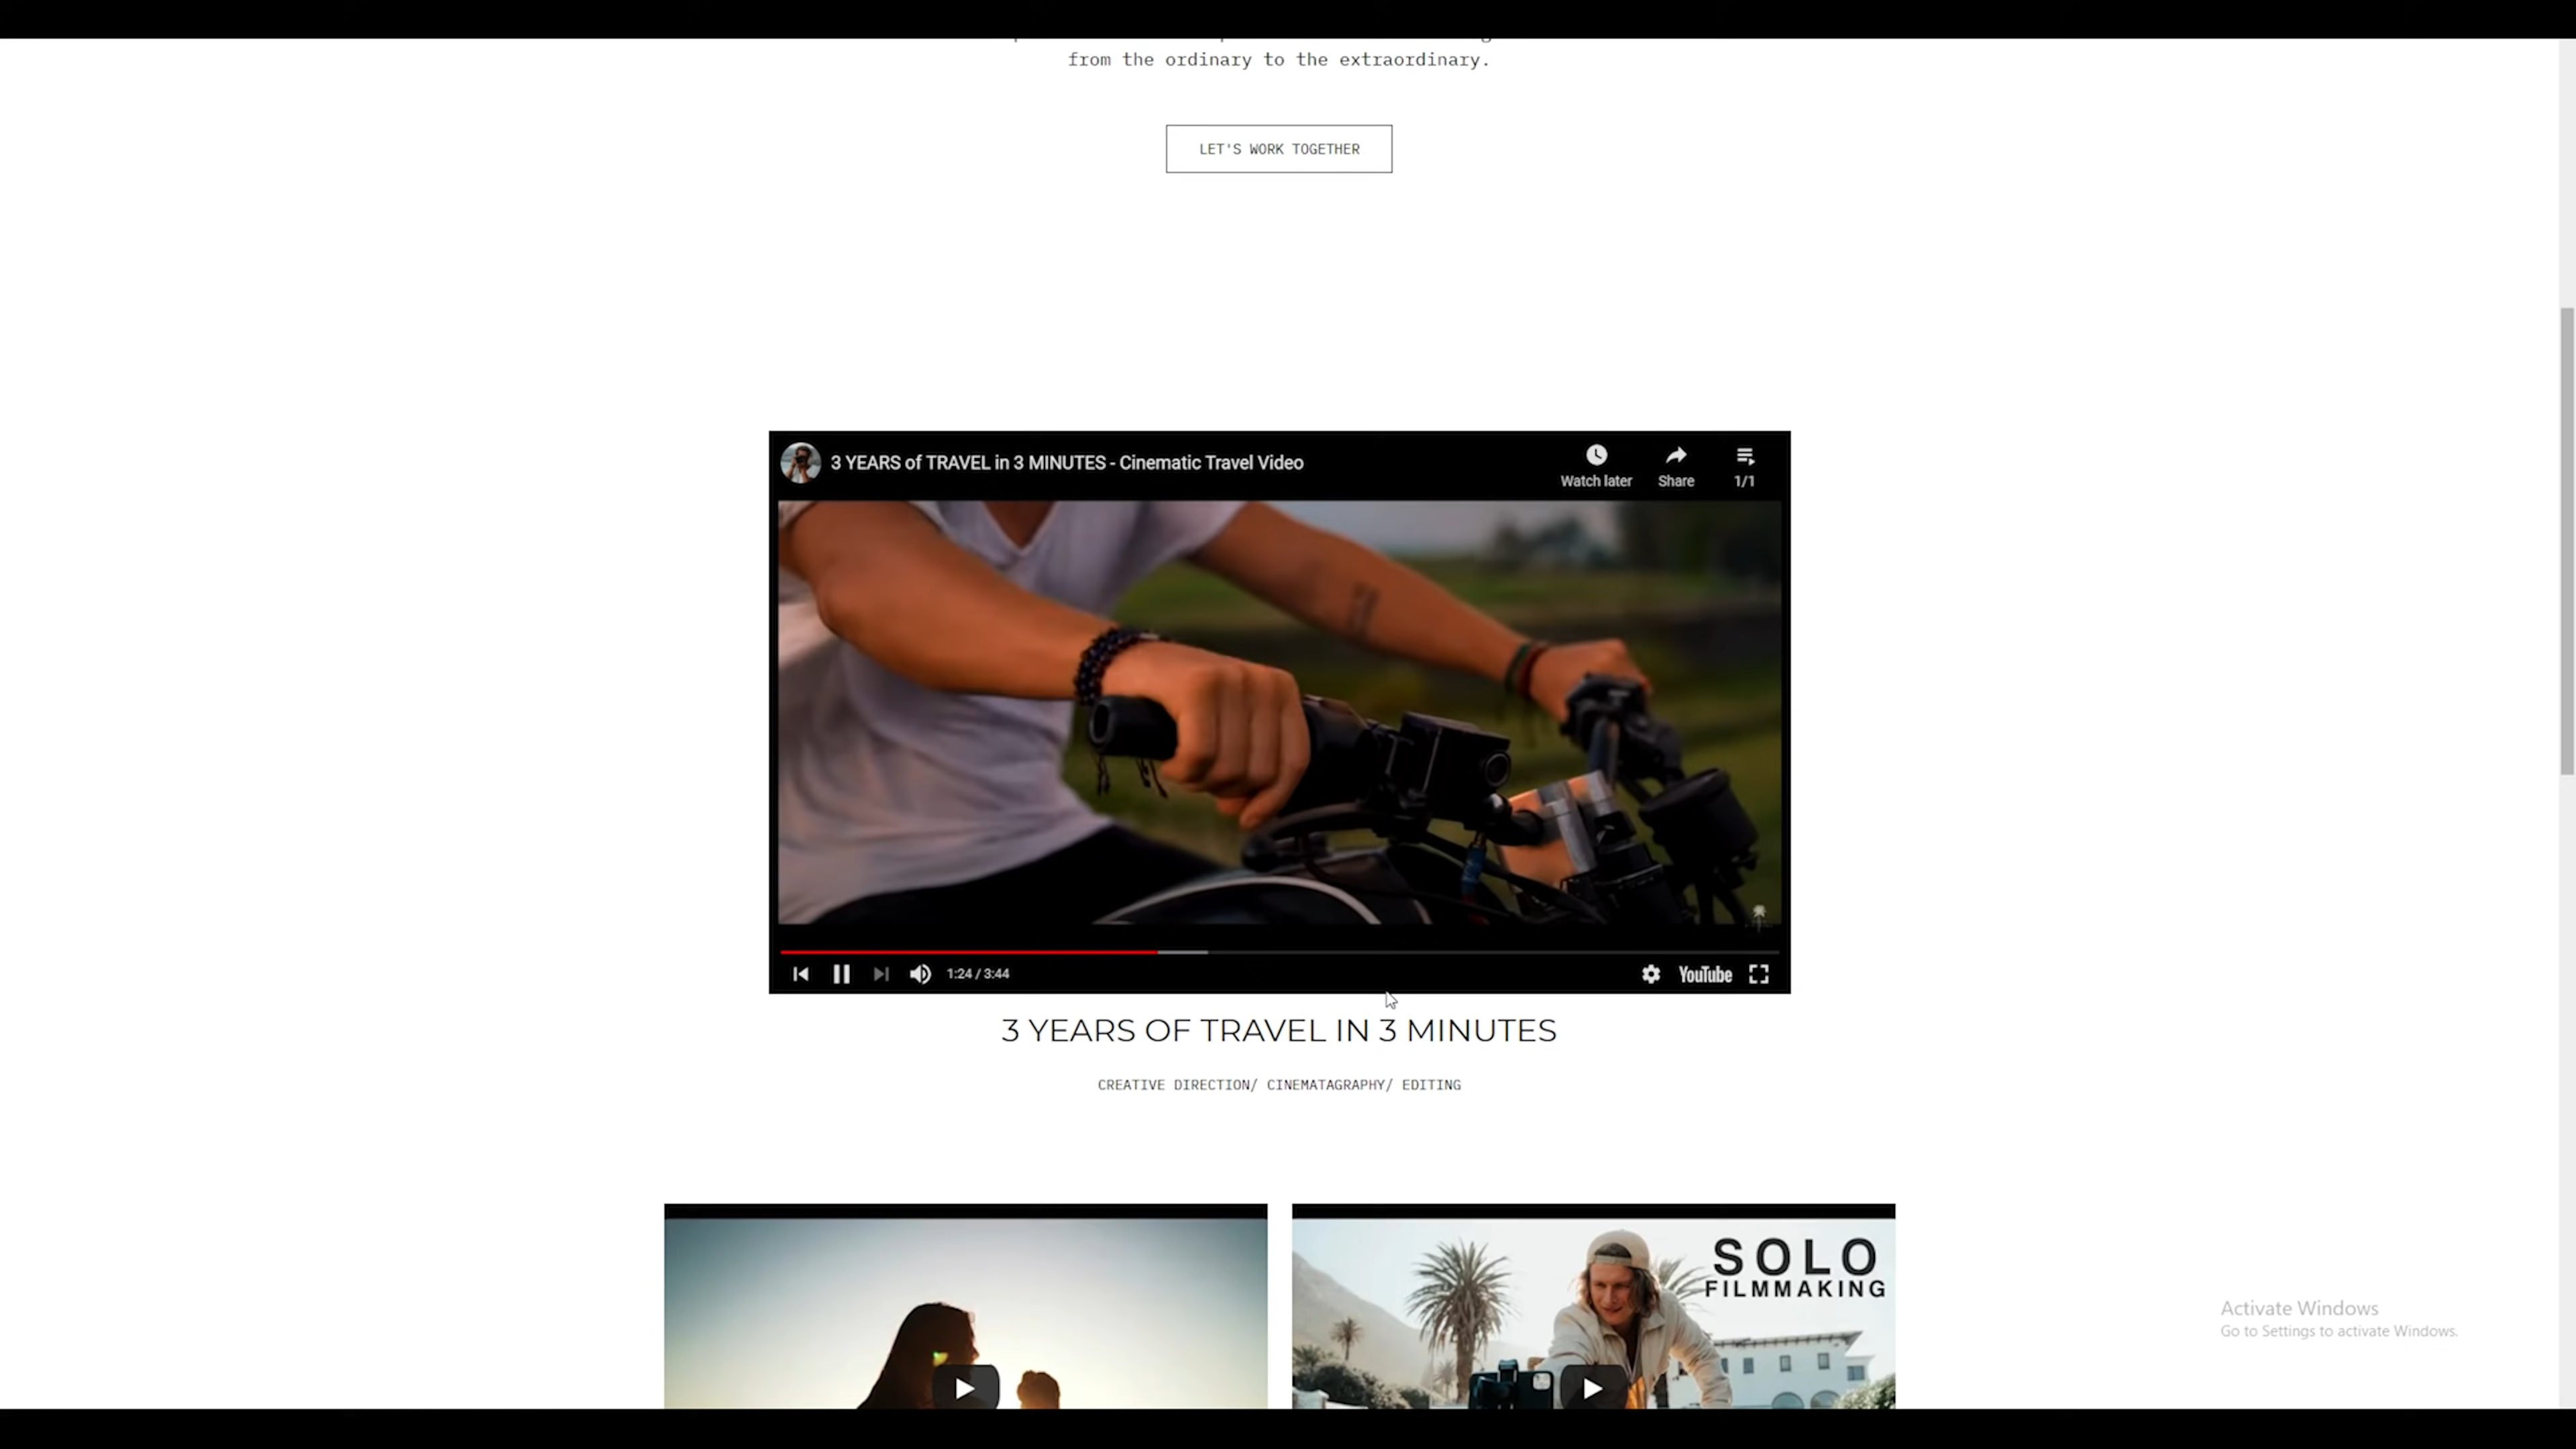 from the ordinary to the extraordinary.
LET'S WORK TOGETHER
3 YEARS of TRAVEL in 3 MINUTES - Cinematic Travel Video
Watch later
Share
1/1
1:24 / 3:44
YouTube
3 YEARS OF TRAVEL IN 3 MINUTES
CREATIVE DIRECTION/ CINEMATAGRAPHY/ EDITING
SOLO
FILMMAKING
Activate Windows
Go to Settings to activate Windows.